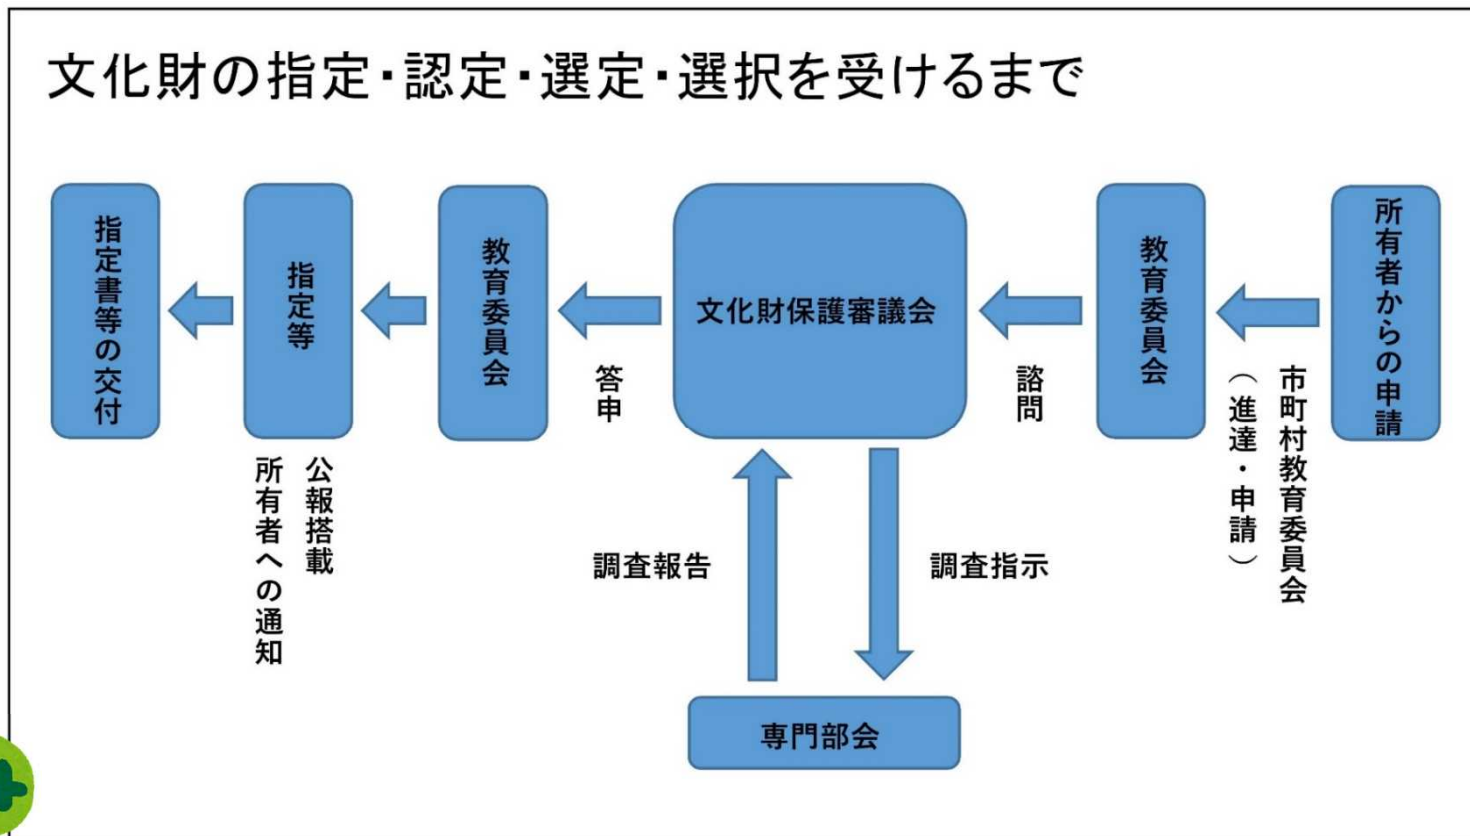 文化財の指定・認定・選定・選択を受けるまで
所有者からの申請
市町村教育委員会
（進達・申請）
教育委員会
諮問
文化財保護審議会
調査指示
専門部会
調査報告
答申
教育委員会
指定等
公報搭載
所有者への通知
指定書等の交付